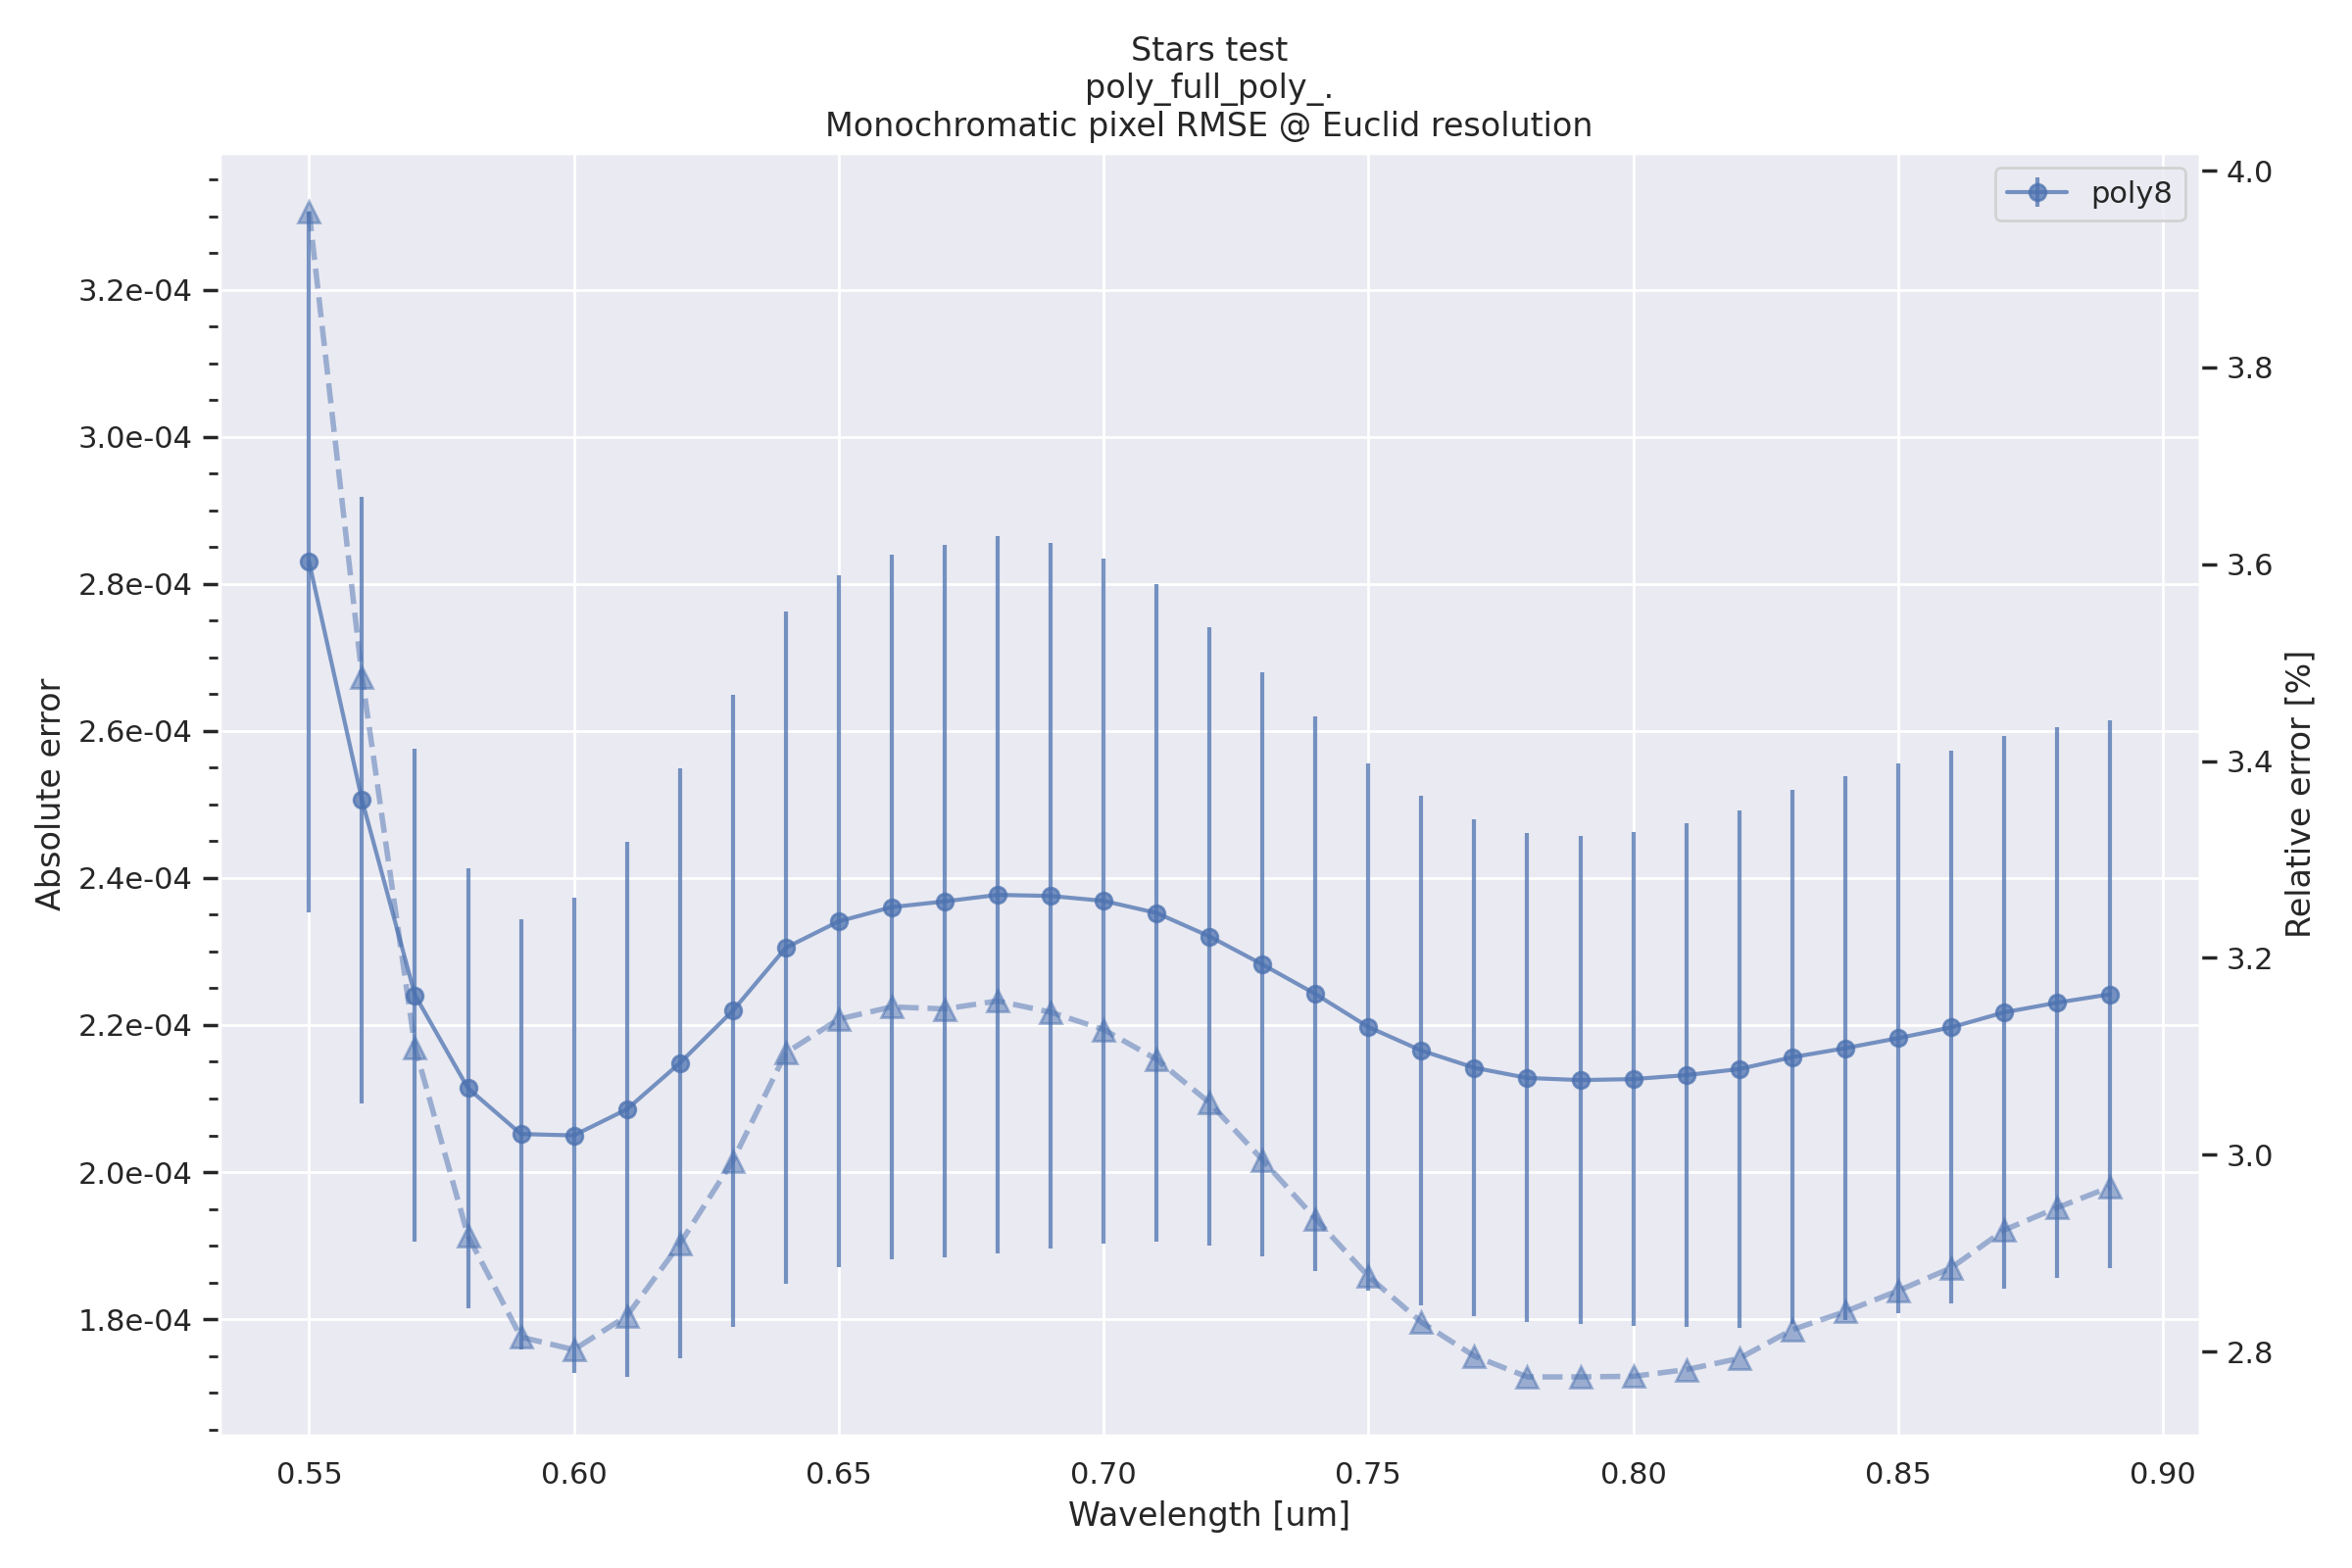 Stars test
poly_full_poly_.
Monochromatic pixel RMSE @ Euclid resolution
poly8
Absolute error
3.2e-04
3.0e-04
2.8e-04
2.6e-04
2.4e-04
2.2e-04
2.0e-04
1.8e-04
4.0
3.8
3.6
3.4
3.2
3.0
2.8
Relative error [%]
0.55 0.60 0.65 0.70 0.75 0.80 0.85 0.90
Wavelength [um]